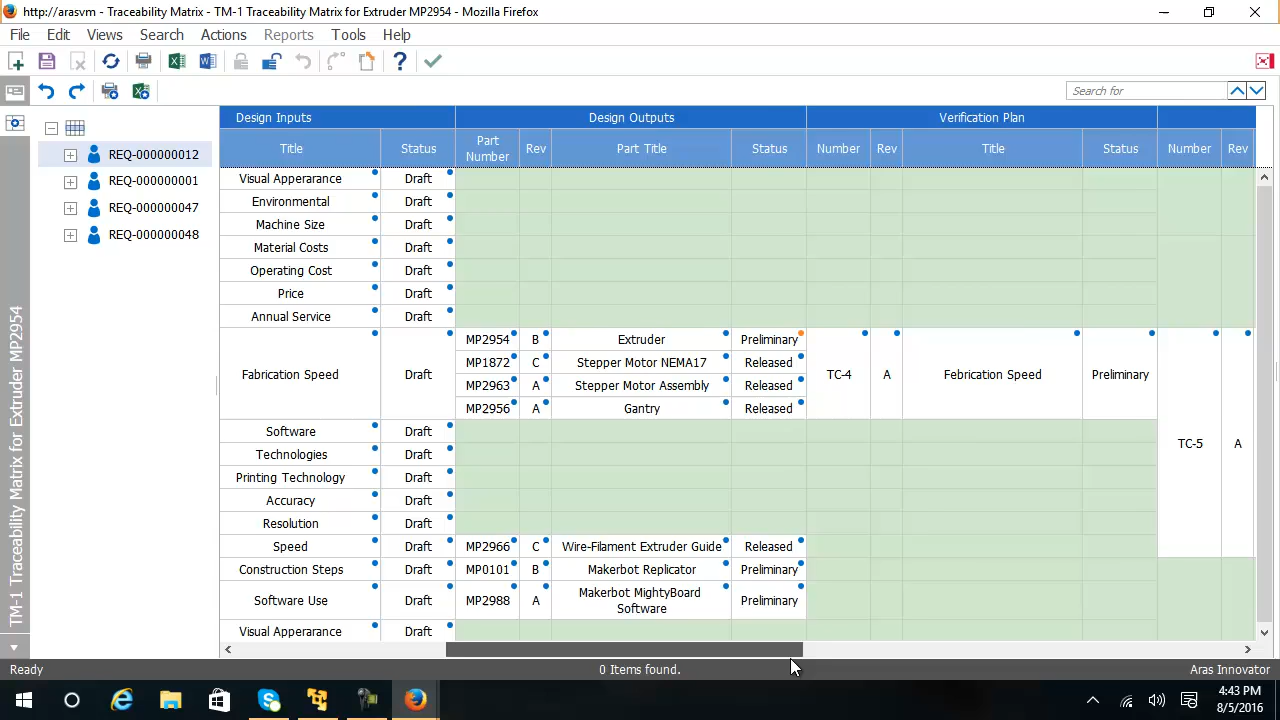 http://arasvm - Traceability Matrix - TM-1 Traceability Matrix for Extruder MP2954 - Mozilla Firefox
File Edit Views Search Actions Reports Tools Help
Search for
TM-1 Traceability Matrix for Extruder MP2954
REQ-000000012
REQ-000000001
REQ-000000047
REQ-000000048
Design Inputs Design Outputs Verification Plan
Title Status Part Number Rev Part Title Status Number Rev Title Status Number Rev
Visual Apperarance Draft
Environmental Draft
Machine Size Draft
Material Costs Draft
Operating Cost Draft
Price Draft
Annual Service Draft
MP2954 B Extruder Preliminary
MP1872 C Stepper Motor NEMA17 Released
Fabrication Speed Draft TC-4 A Febrication Speed Preliminary
MP2963 A Stepper Motor Assembly Released
MP2956 A Gantry Released
Software Draft
TC-5 A
Technologies Draft
Printing Technology Draft
Accuracy Draft
Resolution Draft
Speed Draft MP2966 C Wire-Filament Extruder Guide Released
Construction Steps Draft MP0101 B Makerbot Replicator Preliminary
Software Use Draft MP2988 A Makerbot MightyBoard Software Preliminary
Visual Apperarance Draft
Ready 0 Items found. Aras Innovator
4:43 PM
8/5/2016